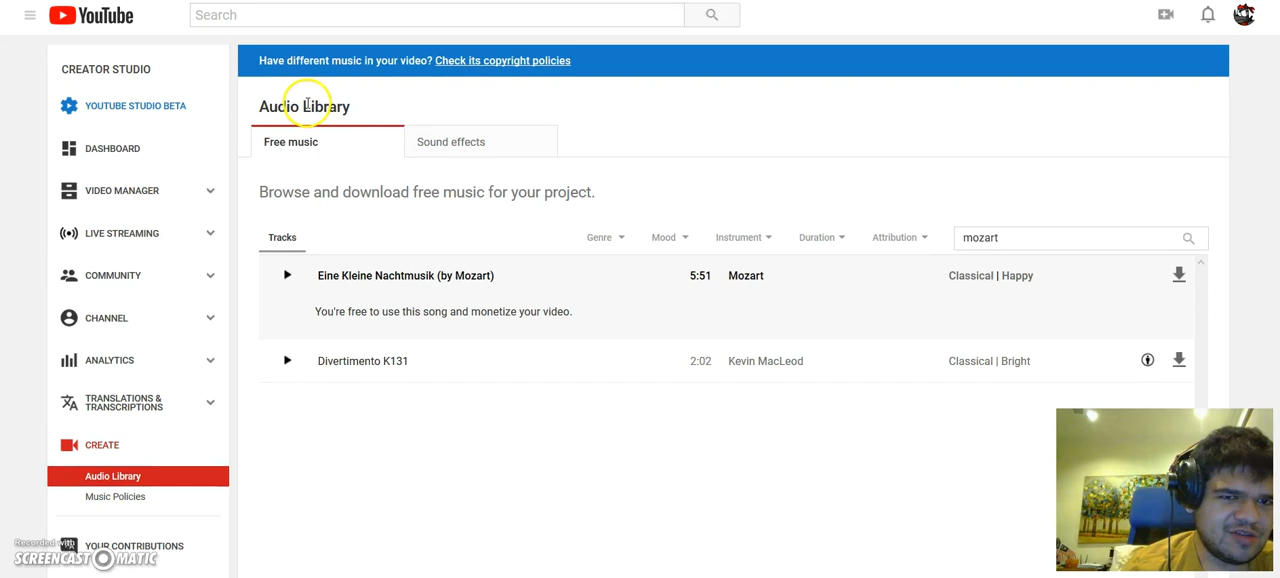 YouTube
Search
CREATOR STUDIO
YOUTUBE STUDIO BETA
DASHBOARD
VIDEO MANAGER
LIVE STREAMING
COMMUNITY
CHANNEL
ANALYTICS
TRANSLATIONS &
TRANSCRIPTIONS
CREATE
Audio Library
Music Policies
YOUR CONTRIBUTIONS
Have different music in your video? Check its copyright policies
Audio Library
Free music Sound effects
Browse and download free music for your project.
Tracks Genre Mood Instrument Duration Attribution mozart
Eine Kleine Nachtmusik (by Mozart) 5:51 Mozart Classical | Happy
You're free to use this song and monetize your video.
Divertimento K131 2:02 Kevin MacLeod Classical | Bright
Recorded with
SCREENCAST-O-MATIC